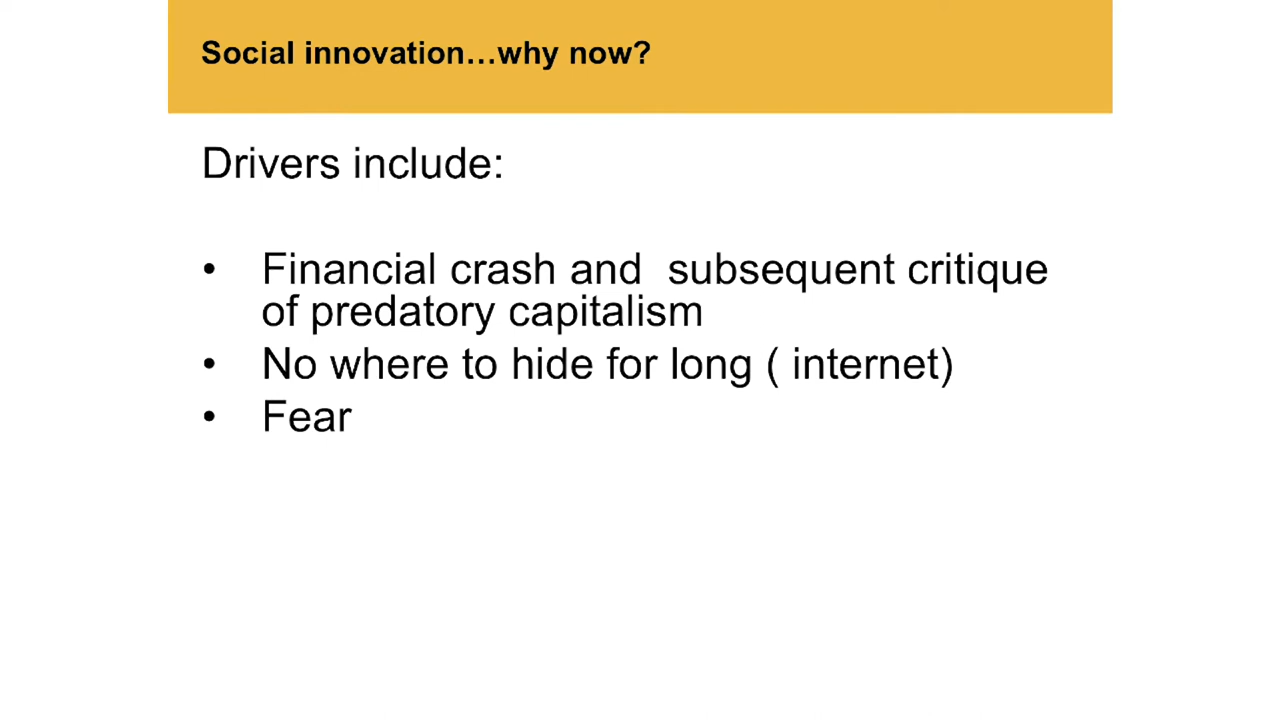 Social innovation…why now?
Drivers include:
• Financial crash and  subsequent critique
of predatory capitalism
• No where to hide for long ( internet)
• Fear